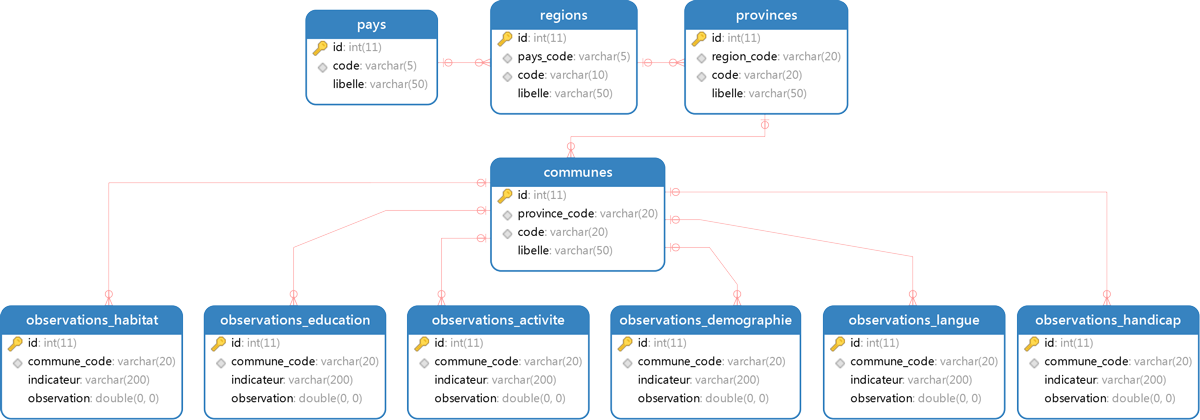 pays
id: int(11)
code: varchar(5)
libelle: varchar(50)
regions
id: int(11)
pays_code: varchar(5)
code: varchar(10)
libelle: varchar(50)
provinces
id: int(11)
region_code: varchar(20)
code: varchar(20)
libelle: varchar(50)
communes
id: int(11)
province_code: varchar(20)
code: varchar(20)
libelle: varchar(50)
observations_habitat
id: int(11)
commune_code: varchar(20)
indicateur: varchar(200)
observation: double(0, 0)
observations_education
id: int(11)
commune_code: varchar(20)
indicateur: varchar(200)
observation: double(0, 0)
observations_activite
id: int(11)
commune_code: varchar(20)
indicateur: varchar(200)
observation: double(0, 0)
observations_demographie
id: int(11)
commune_code: varchar(20)
indicateur: varchar(200)
observation: double(0, 0)
observations_langue
id: int(11)
commune_code: varchar(20)
indicateur: varchar(200)
observation: double(0, 0)
observations_handicap
id: int(11)
commune_code: varchar(20)
indicateur: varchar(200)
observation: double(0, 0)